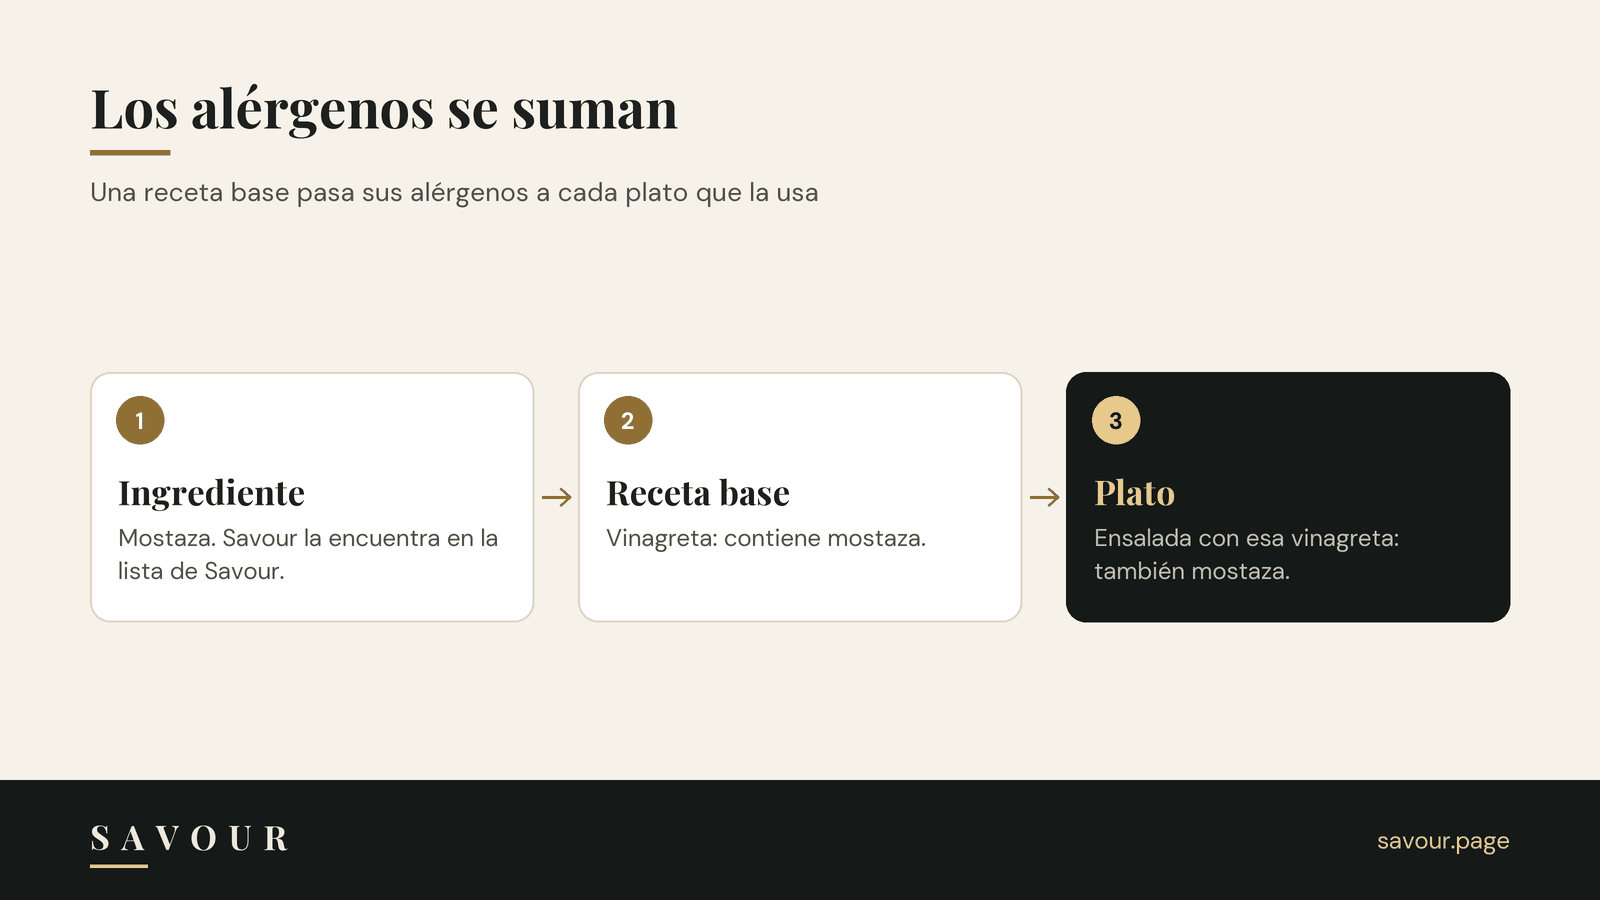 Los alérgenos se suman
Una receta base pasa sus alérgenos a cada plato que la usa
1
Ingrediente
Mostaza. Savour la encuentra en la
lista de Savour.
2
Receta base
Vinagreta: contiene mostaza.
3
Plato
Ensalada con esa vinagreta:
también mostaza.
SAVOUR
savour.page